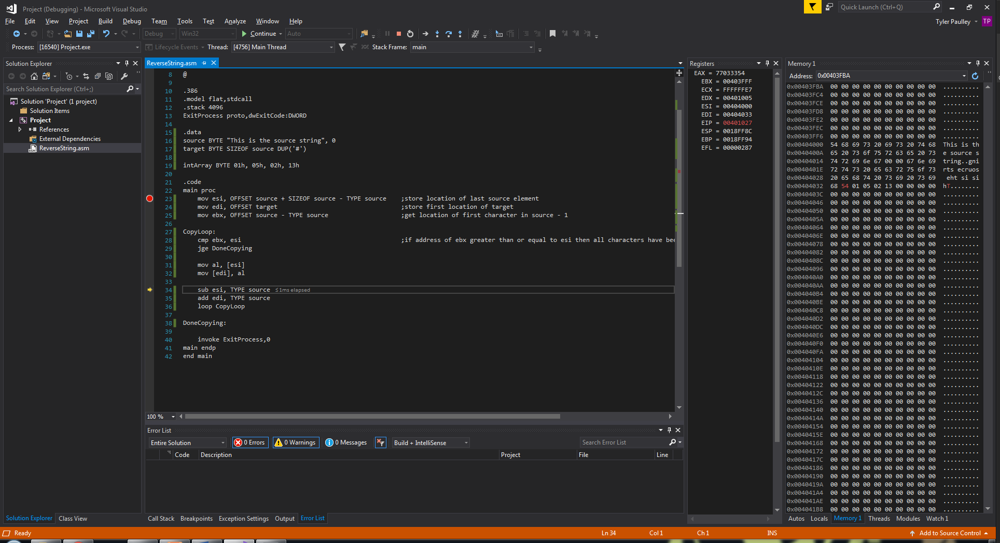 Project (Debugging) - Microsoft Visual Studio
Quick Launch (Ctrl+Q)
File Edit View Project Build Debug Team Tools Test Analyze Window Help
Tyler Paulley TP
Debug Win32 Continue Auto
Process: [16540] Project.exe Lifecycle Events Thread: [4756] Main Thread Stack Frame: main
Solution Explorer
Search Solution Explorer (Ctrl+;)
Solution 'Project' (1 project)
Solution Items
Project
References
External Dependencies
ReverseString.asm
Solution Explorer Class View
ReverseString.asm
8 @
9
10 .386
11 .model flat,stdcall
12 .stack 4096
13 ExitProcess proto,dwExitCode:DWORD
14
15 .data
16 source BYTE "This is the source string", 0
17 target BYTE SIZEOF source DUP('#')
18
19 intArray BYTE 01h, 05h, 02h, 13h
20
21 .code
22 main proc
23 mov esi, OFFSET source + SIZEOF source - TYPE source ;store location of last source element
24 mov edi, OFFSET target ;store first location of target
25 mov ebx, OFFSET source - TYPE source ;get location of first character in source - 1
26
27 CopyLoop:
28 cmp ebx, esi ;if address of ebx greater than or equal to esi then all characters have bee
29 jge DoneCopying
30
31 mov al, [esi]
32 mov [edi], al
33
34 sub esi, TYPE source ≤1ms elapsed
35 add edi, TYPE source
36 loop CopyLoop
37
38 DoneCopying:
39
40 invoke ExitProcess,0
41 main endp
42 end main
100 %
Error List
Entire Solution 0 Errors 0 Warnings 0 Messages Build + IntelliSense Search Error List
Code Description Project File Line
Call Stack Breakpoints Exception Settings Output Error List
Registers
EAX = 77033354
EBX = 00403FFF
ECX = FFFFFFE7
EDX = 00401005
ESI = 00404000
EDI = 00404033
EIP = 00401027
ESP = 0018FF8C
EBP = 0018FF94
EFL = 00000287
Memory 1
Address: 0x00403FBA
0x00403FBA 00 00 00 00 00 00 00 00 00 00 ..........
0x00403FC4 00 00 00 00 00 00 00 00 00 00 ..........
0x00403FCE 00 00 00 00 00 00 00 00 00 00 ..........
0x00403FD8 00 00 00 00 00 00 00 00 00 00 ..........
0x00403FE2 00 00 00 00 00 00 00 00 00 00 ..........
0x00403FEC 00 00 00 00 00 00 00 00 00 00 ..........
0x00403FF6 00 00 00 00 00 00 00 00 00 00 ..........
0x00404000 54 68 69 73 20 69 73 20 74 68 This is th
0x0040400A 65 20 73 6f 75 72 63 65 20 73 e source s
0x00404014 74 72 69 6e 67 00 00 67 6e 69 tring..gni
0x0040401E 72 74 73 20 65 63 72 75 6f 73 rts ecruos
0x00404028 20 65 68 74 20 73 69 20 73 69 eht si si
0x00404032 68 54 01 05 02 13 00 00 00 00 hT........
0x0040403C 00 00 00 00 00 00 00 00 00 00 ..........
0x00404046 00 00 00 00 00 00 00 00 00 00 ..........
0x00404050 00 00 00 00 00 00 00 00 00 00 ..........
0x0040405A 00 00 00 00 00 00 00 00 00 00 ..........
0x00404064 00 00 00 00 00 00 00 00 00 00 ..........
0x0040406E 00 00 00 00 00 00 00 00 00 00 ..........
0x00404078 00 00 00 00 00 00 00 00 00 00 ..........
0x00404082 00 00 00 00 00 00 00 00 00 00 ..........
0x0040408C 00 00 00 00 00 00 00 00 00 00 ..........
0x00404096 00 00 00 00 00 00 00 00 00 00 ..........
0x004040A0 00 00 00 00 00 00 00 00 00 00 ..........
0x004040AA 00 00 00 00 00 00 00 00 00 00 ..........
0x004040B4 00 00 00 00 00 00 00 00 00 00 ..........
0x004040BE 00 00 00 00 00 00 00 00 00 00 ..........
0x004040C8 00 00 00 00 00 00 00 00 00 00 ..........
0x004040D2 00 00 00 00 00 00 00 00 00 00 ..........
0x004040DC 00 00 00 00 00 00 00 00 00 00 ..........
0x004040E6 00 00 00 00 00 00 00 00 00 00 ..........
0x004040F0 00 00 00 00 00 00 00 00 00 00 ..........
0x004040FA 00 00 00 00 00 00 00 00 00 00 ..........
0x00404104 00 00 00 00 00 00 00 00 00 00 ..........
0x0040410E 00 00 00 00 00 00 00 00 00 00 ..........
0x00404118 00 00 00 00 00 00 00 00 00 00 ..........
0x00404122 00 00 00 00 00 00 00 00 00 00 ..........
0x0040412C 00 00 00 00 00 00 00 00 00 00 ..........
0x00404136 00 00 00 00 00 00 00 00 00 00 ..........
0x00404140 00 00 00 00 00 00 00 00 00 00 ..........
0x0040414A 00 00 00 00 00 00 00 00 00 00 ..........
0x00404154 00 00 00 00 00 00 00 00 00 00 ..........
0x0040415E 00 00 00 00 00 00 00 00 00 00 ..........
0x00404168 00 00 00 00 00 00 00 00 00 00 ..........
0x00404172 00 00 00 00 00 00 00 00 00 00 ..........
0x0040417C 00 00 00 00 00 00 00 00 00 00 ..........
0x00404186 00 00 00 00 00 00 00 00 00 00 ..........
0x00404190 00 00 00 00 00 00 00 00 00 00 ..........
0x0040419A 00 00 00 00 00 00 00 00 00 00 ..........
0x004041A4 00 00 00 00 00 00 00 00 00 00 ..........
0x004041AE 00 00 00 00 00 00 00 00 00 00 ..........
0x004041B8 00 00 00 00 00 00 00 00 00 00 ..........
Autos Locals Memory 1 Threads Modules Watch 1
Ready Ln 34 Col 1 Ch 1 INS Add to Source Control